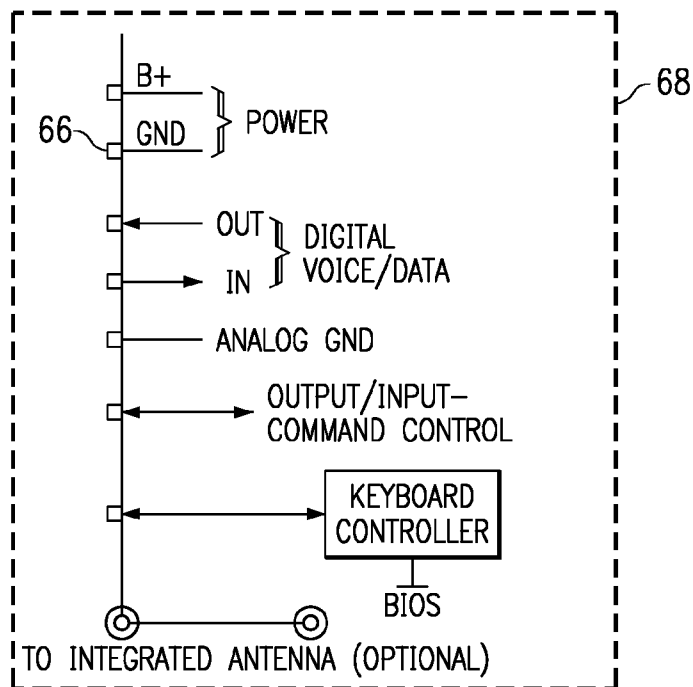 68
B+
66
GND
POWER
OUT
DIGITAL
VOICE/DATA
IN
ANALOG GND
OUTPUT/INPUT-
COMMAND CONTROL
KEYBOARD
CONTROLLER
BIOS
TO INTEGRATED ANTENNA (OPTIONAL)